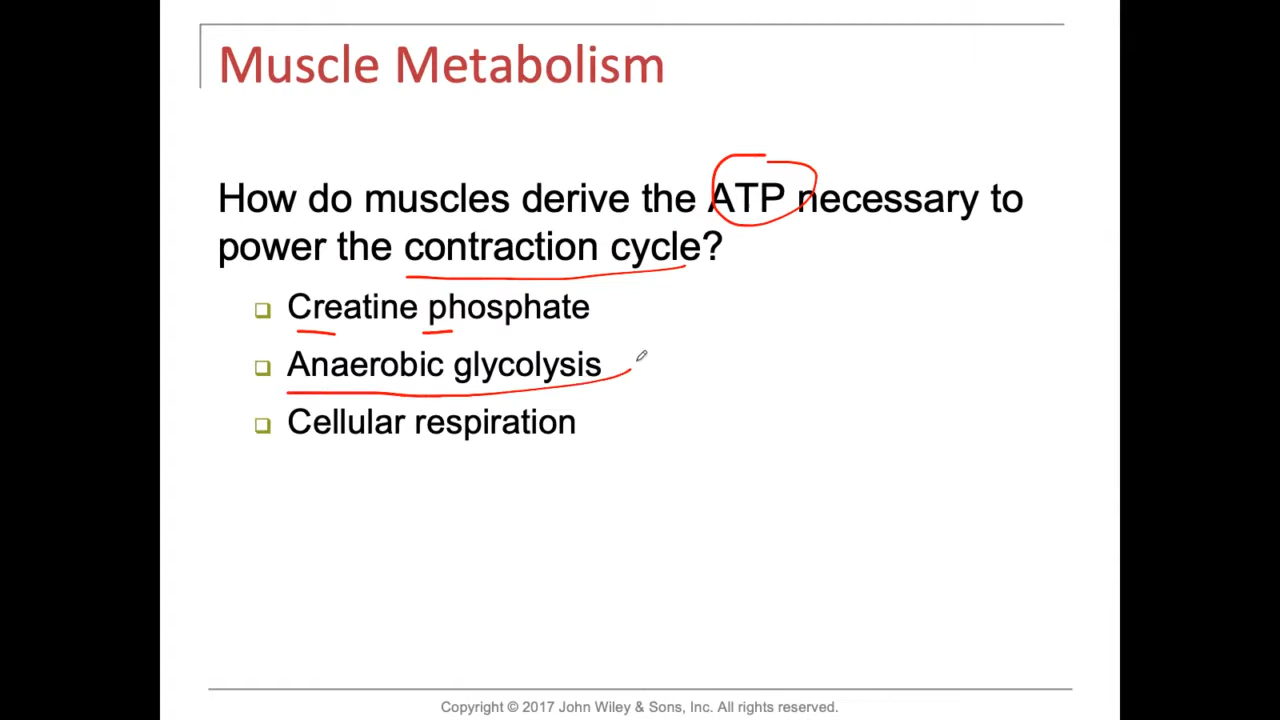 Muscle Metabolism
How do muscles derive the ATP necessary to
power the contraction cycle?
Creatine phosphate
Anaerobic glycolysis
Cellular respiration
Copyright © 2017 John Wiley & Sons, Inc. All rights reserved.